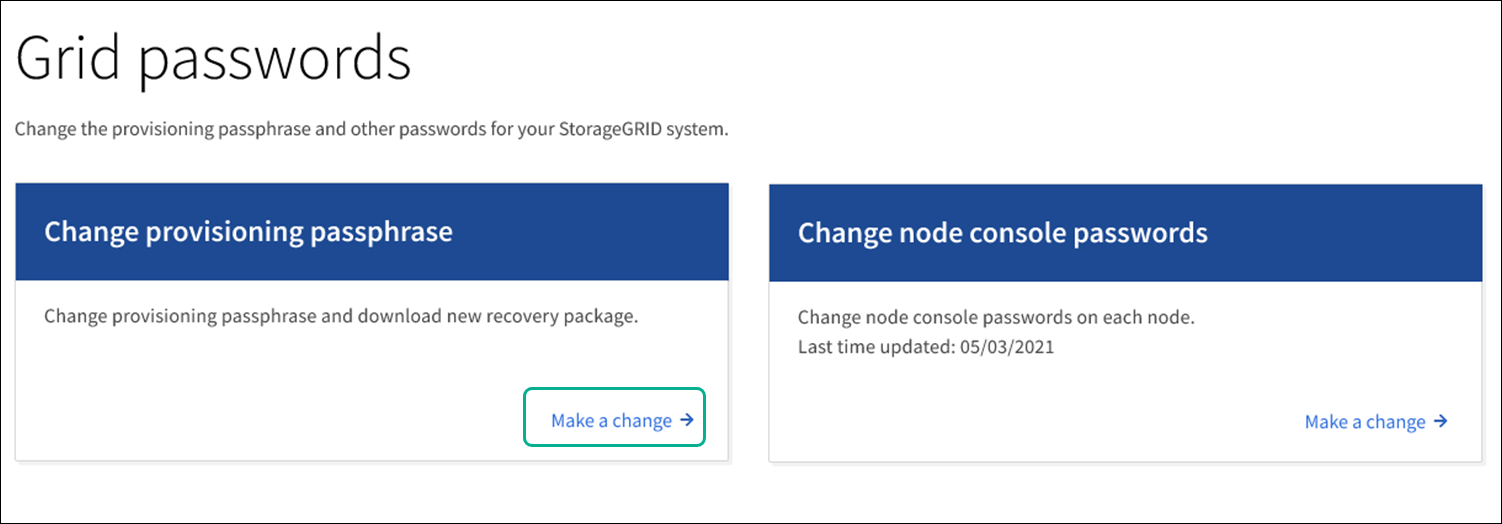 Grid passwords
Change the provisioning passphrase and other passwords for your StorageGRID system.
Change provisioning passphrase
Change provisioning passphrase and download new recovery package.
Make a change →
Change node console passwords
Change node console passwords on each node.
Last time updated: 05/03/2021
Make a change →